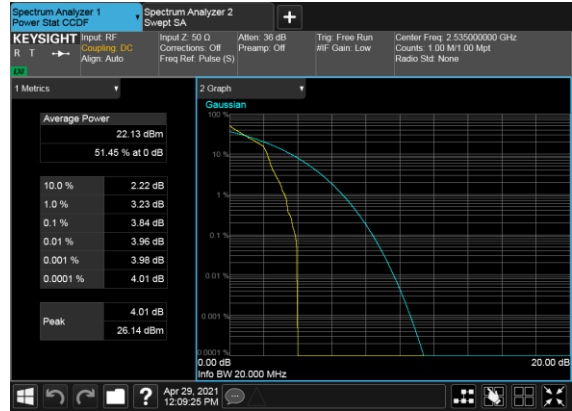 Spectrum Analyzer 1
Power Stat CCDF
Spectrum Analyzer 2
Swept SA
KEYSIGHT
R T
Input: RF
Coupling: DC
Align: Auto
Input Z: 50 Ω
Corrections: Off
Freq Ref: Pulse (S)
Atten: 36 dB
Preamp: Off
Trig: Free Run
#IF Gain: Low
Center Freq: 2.535000000 GHz
Counts: 1.00 M/1.00 Mpt
Radio Std: None
1 Metrics
Average Power
22.13 dBm
51.45 % at 0 dB
10.0 % 2.22 dB
1.0 % 3.23 dB
0.1 % 3.84 dB
0.01 % 3.96 dB
0.001 % 3.98 dB
0.0001 % 4.01 dB
Peak
4.01 dB
26.14 dBm
2 Graph
Gaussian
100 %
10 %
1 %
0.1 %
0.01 %
0.001 %
0.0001 %
0.00 dB 20.00 dB
Info BW 20.000 MHz
Apr 29, 2021
12:09:25 PM